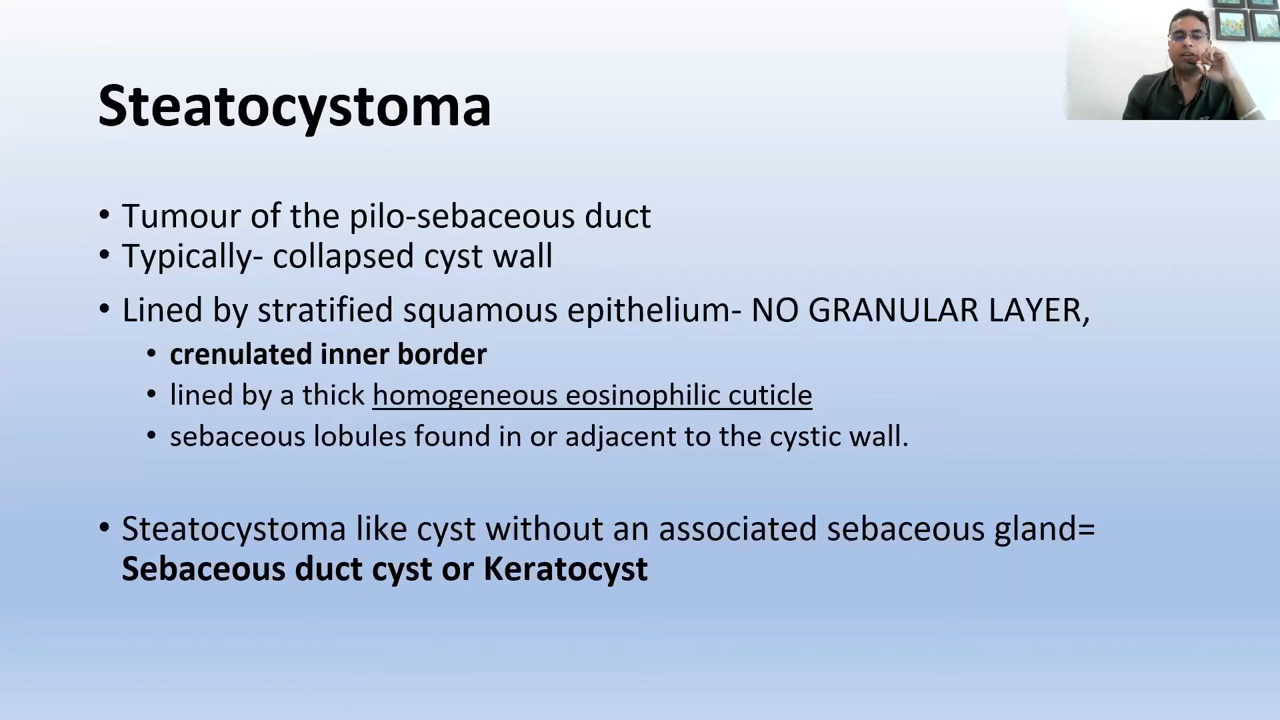 Steatocystoma
• Tumour of the pilo-sebaceous duct
• Typically- collapsed cyst wall
• Lined by stratified squamous epithelium- NO GRANULAR LAYER,
• crenulated inner border
• lined by a thick homogeneous eosinophilic cuticle
• sebaceous lobules found in or adjacent to the cystic wall.
• Steatocystoma like cyst without an associated sebaceous gland=
Sebaceous duct cyst or Keratocyst